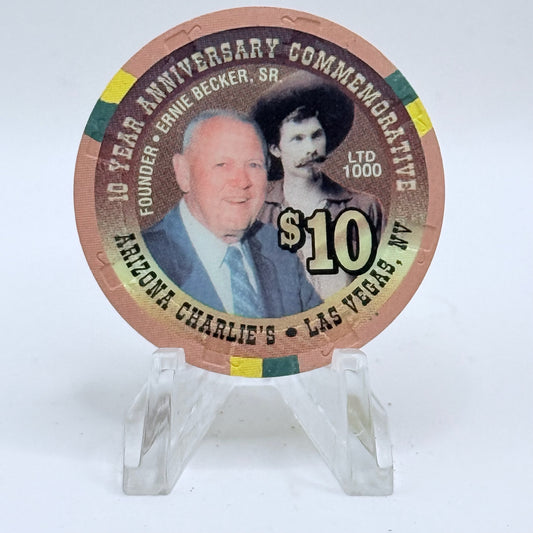 10 YEAR ANNIVERSARY COMMEMORATIVE
FOUNDER • ERNIE BECKER, SR.
LTD
1000
$10
ARIZONA CHARLIE'S • LAS VEGAS, NV